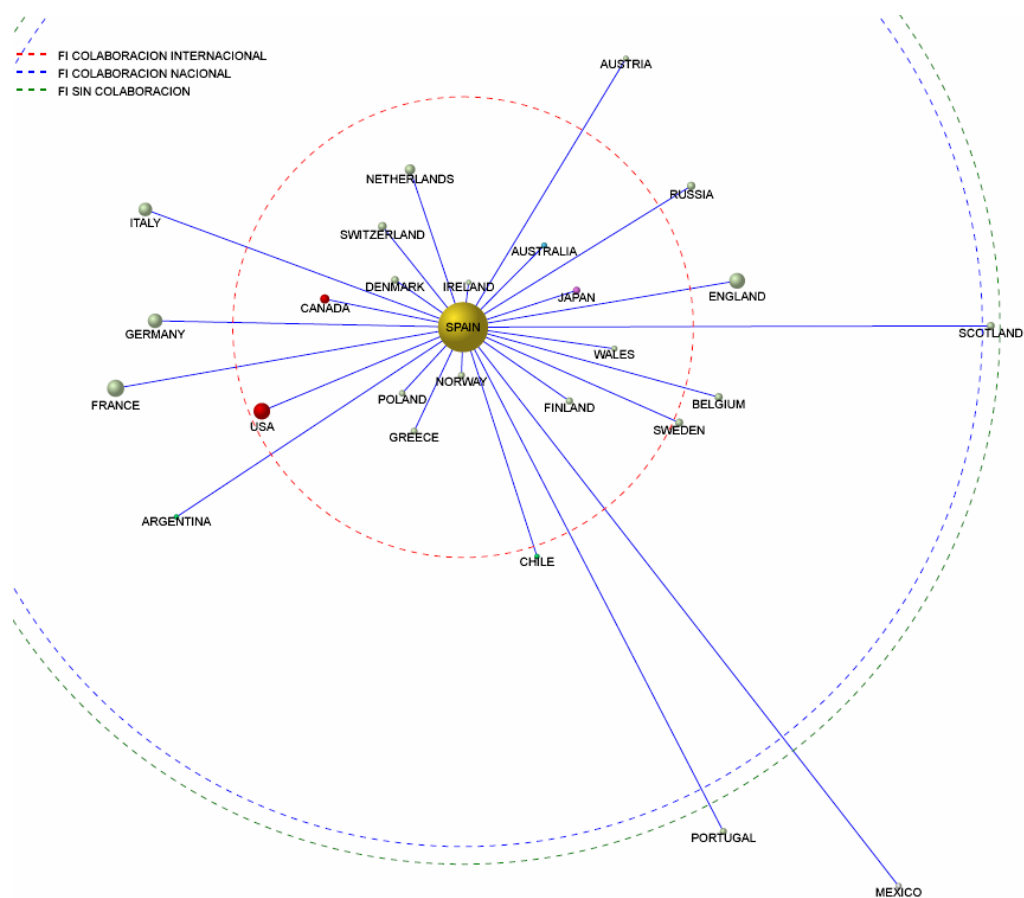 FI COLABORACION INTERNACIONAL
FI COLABORACION NACIONAL
FI SIN COLABORACION
AUSTRIA
NETHERLANDS
RUSSIA
ITALY
SWITZERLAND
AUSTRALIA
DENMARK
IRELAND
JAPAN
ENGLAND
CANADA
SPAIN
GERMANY
SCOTLAND
WALES
NORWAY
POLAND
FRANCE
FINLAND
BELGIUM
USA
SWEDEN
GREECE
ARGENTINA
CHILE
PORTUGAL
MEXICO